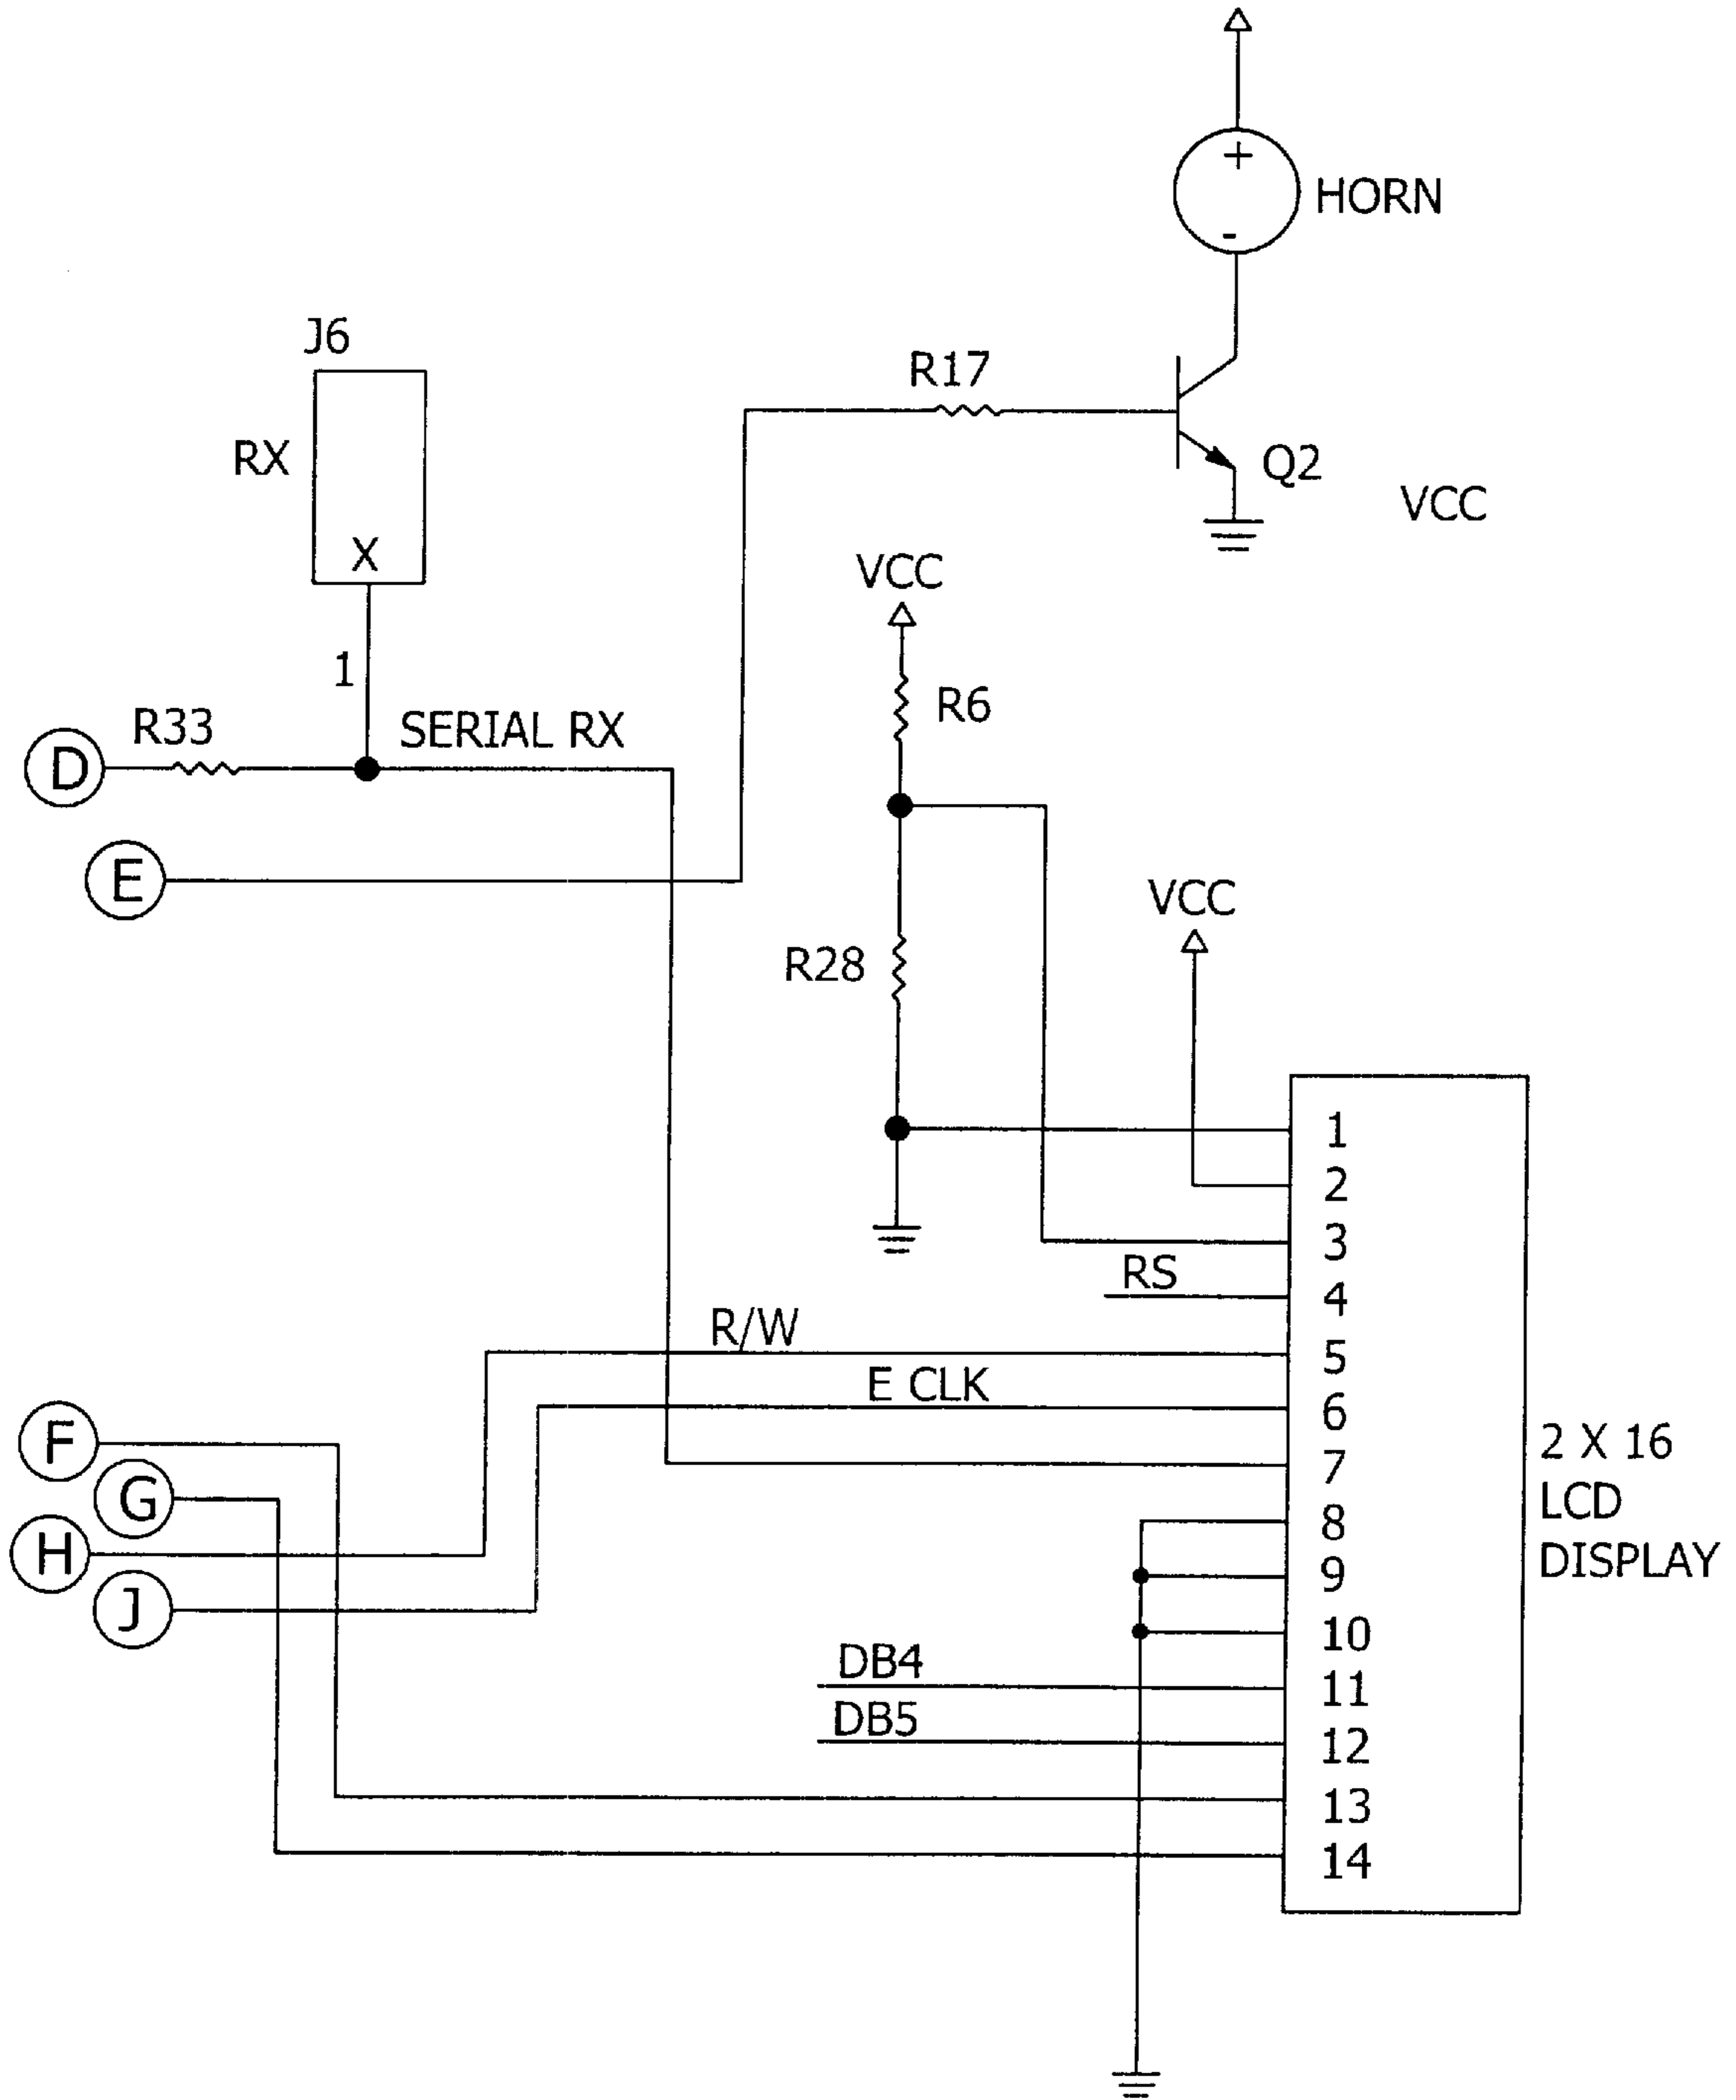 +
HORN
-
J6
R17
RX
Q2
VCC
X
VCC
1
R6
R33
SERIAL RX
D
E
VCC
R28
1
2
3
RS
4
R/W
5
E CLK
6
F
2 X 16
7
G
LCD
8
H
DISPLAY
9
J
10
DB4
11
DB5
12
13
14